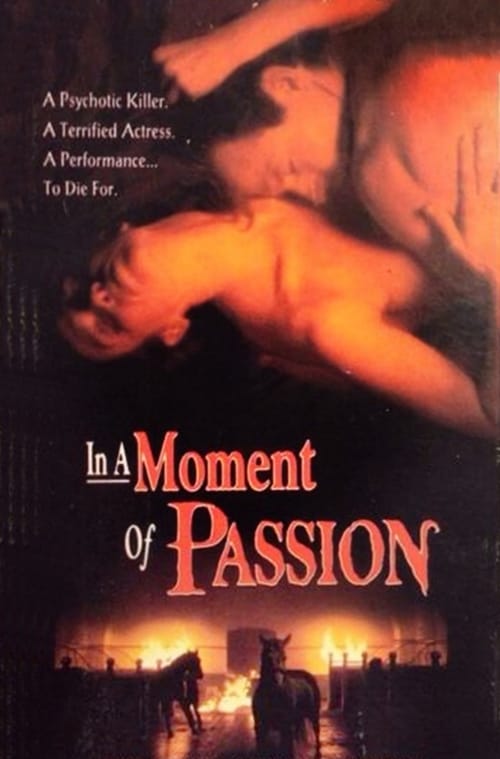 A Psychotic Killer.
A Terrified Actress.
A Performance...
To Die For.
In A Moment
Of Passion